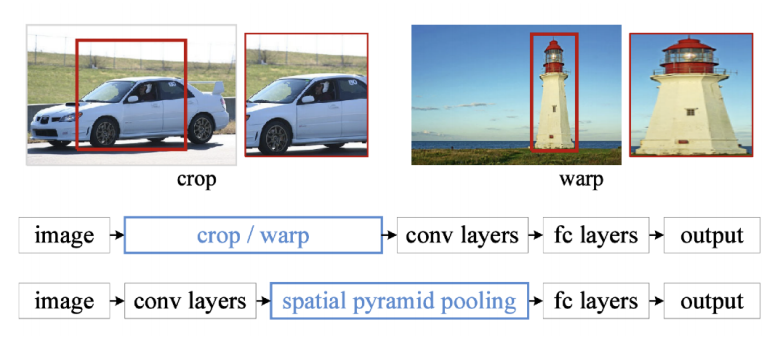 crop
warp
image
crop / warp
conv layers
fc layers
output
image
conv layers
spatial pyramid pooling
fc layers
output